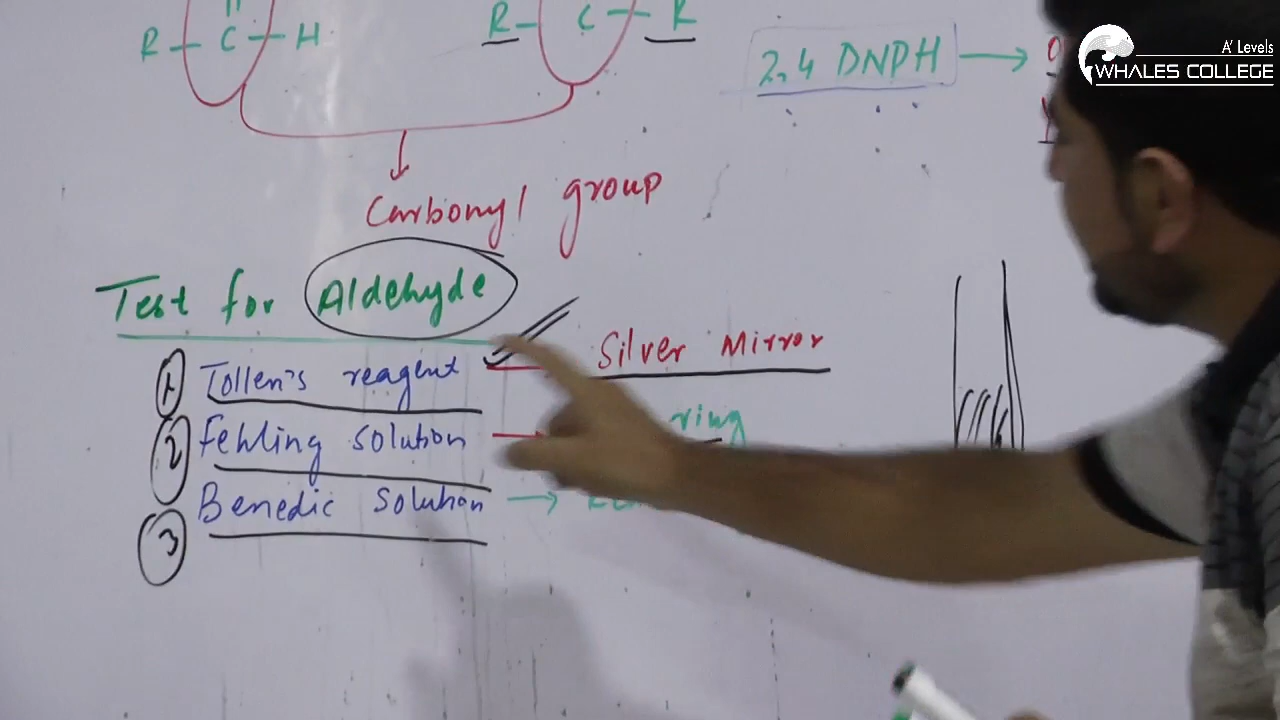 R - C - H
R - C - R
2,4 DNPH →
A' Levels
WHALES COLLEGE
Carbonyl group
Test for Aldehyde
1 Tollen's reagent Silver Mirror
2 Fehling solution ring
3 Benedic solution →